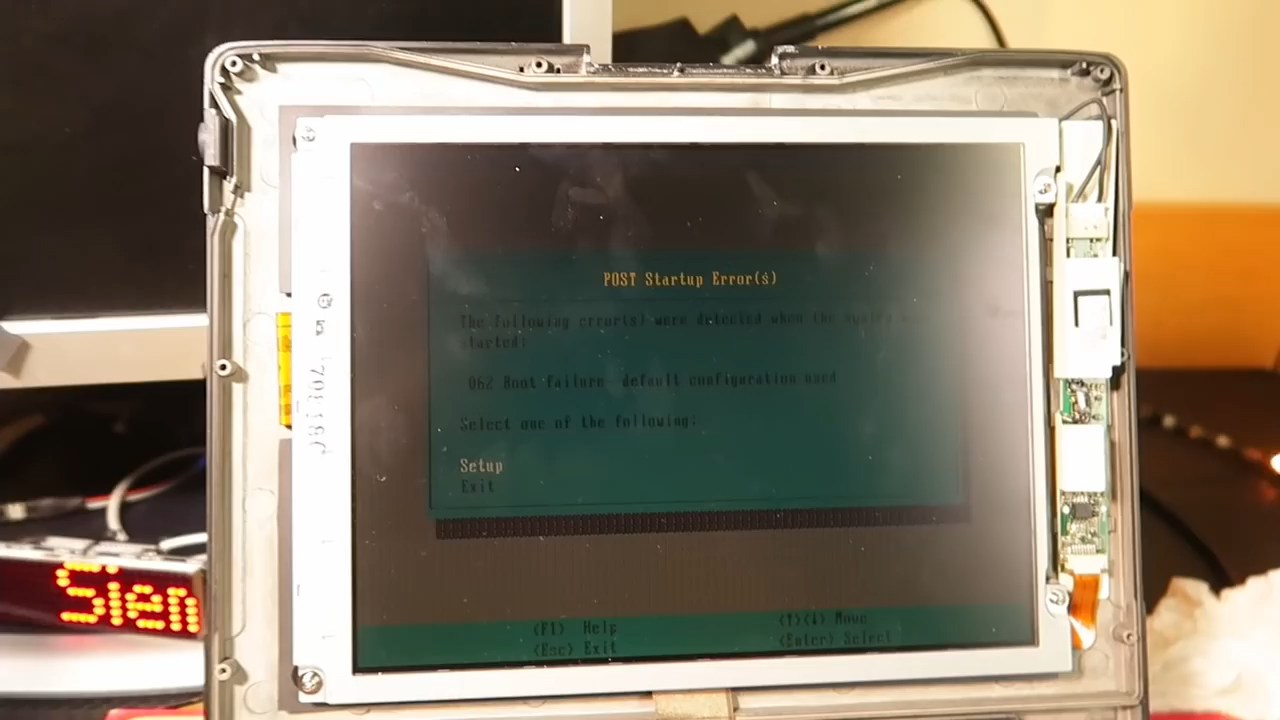 POST Startup Error(s)
The following error(s) were detected when the system
started:
062 Boot failure - default configuration used
Select one of the following:
Setup
Exit
<F1> Help
<↑><↓> Move
<Esc> Exit
<Enter> Select
Sien